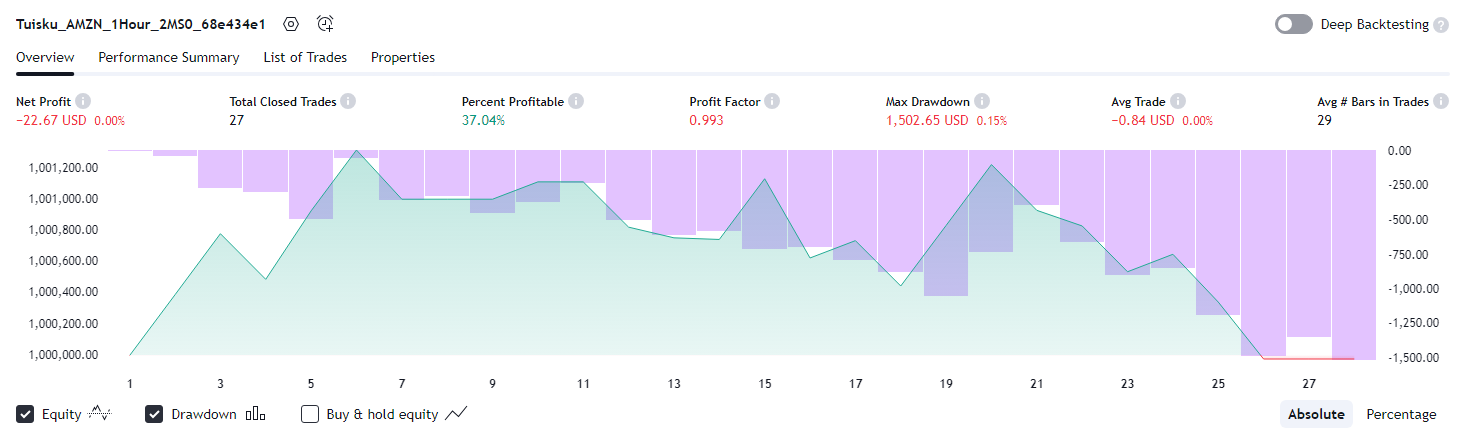 Tuisku_AMZN_1Hour_2MS0_68e434e1 Deep Backtesting ?
Overview Performance Summary List of Trades Properties
Net Profit Total Closed Trades Percent Profitable Profit Factor Max Drawdown Avg Trade Avg # Bars in Trades
−22.67 USD 0.00% 27 37.04% 0.993 1,502.65 USD 0.15% −0.84 USD 0.00% 29
1,001,200.00 0.00
1,001,000.00 -250.00
1,000,800.00 -500.00
1,000,600.00 -750.00
1,000,400.00 -1,000.00
1,000,200.00 -1,250.00
1,000,000.00 -1,500.00
1 3 5 7 9 11 13 15 17 19 21 23 25 27
Equity Drawdown Buy & hold equity Absolute Percentage